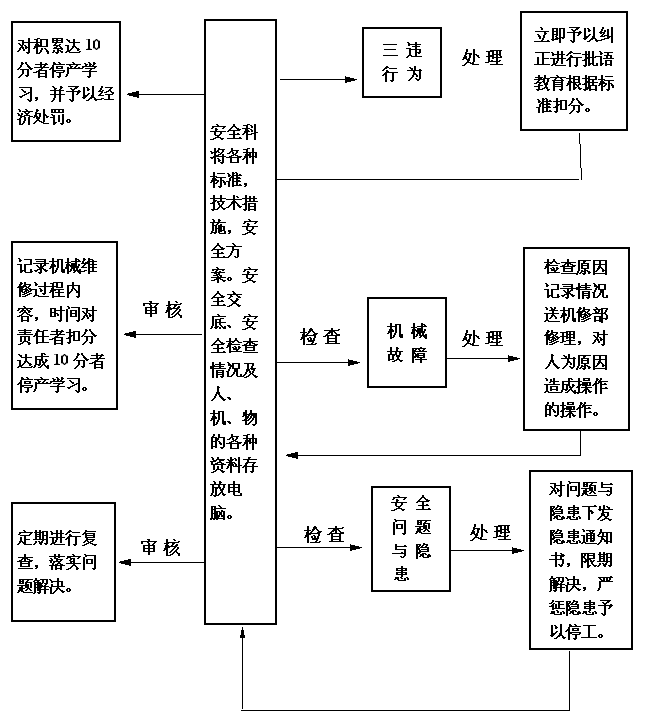 对积累达 10
分者停产学
习，并予以经
济处罚。
三 违
行 为
处 理
立即予以纠
正进行批语
教育根据标
准扣分。
安全科
将各种
标准，
技术措
施，安
全方
案。安
全交
底、安
全检查
情况及
人、
机、物
的各种
资料存
放电
脑。
记录机械维
修过程内
容，时间对
责任者扣分
达成 10 分者
停产学习。
审 核
检 查
机 械
故 障
处 理
检查原因
记录情况
送机修部
修理，对
人为原因
造成操作
的操作。
定期进行复
查，落实问
题解决。
审 核
检 查
安 全
问 题
与 隐
患
处 理
对问题与
隐患下发
隐患通知
书，限期
解决，严
惩隐患予
以停工。